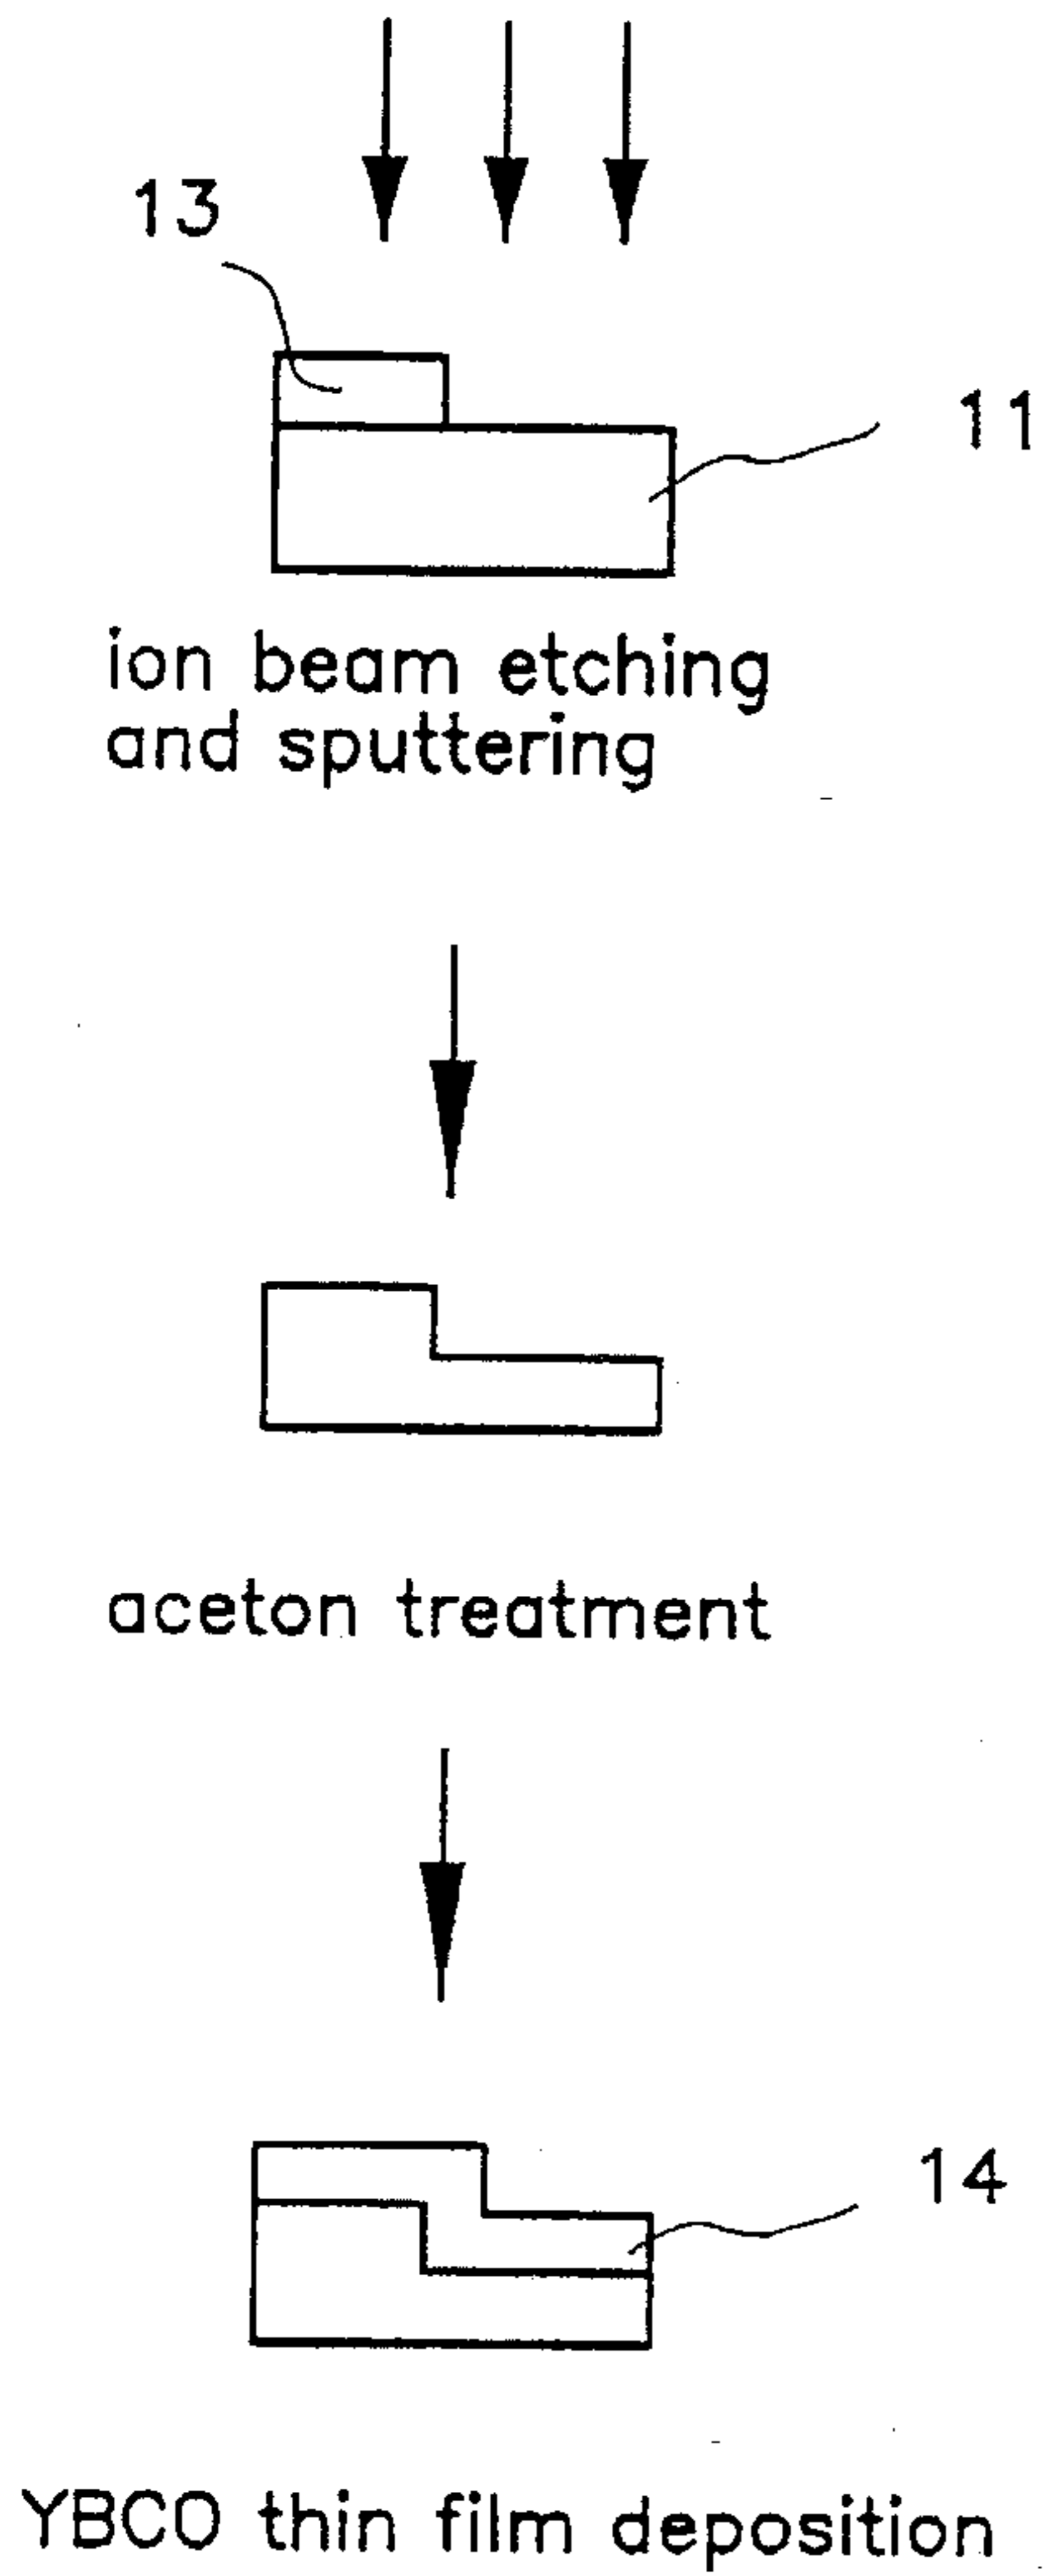 13
11
ion beam etching
and sputtering
aceton treatment
14
YBCO thin film deposition